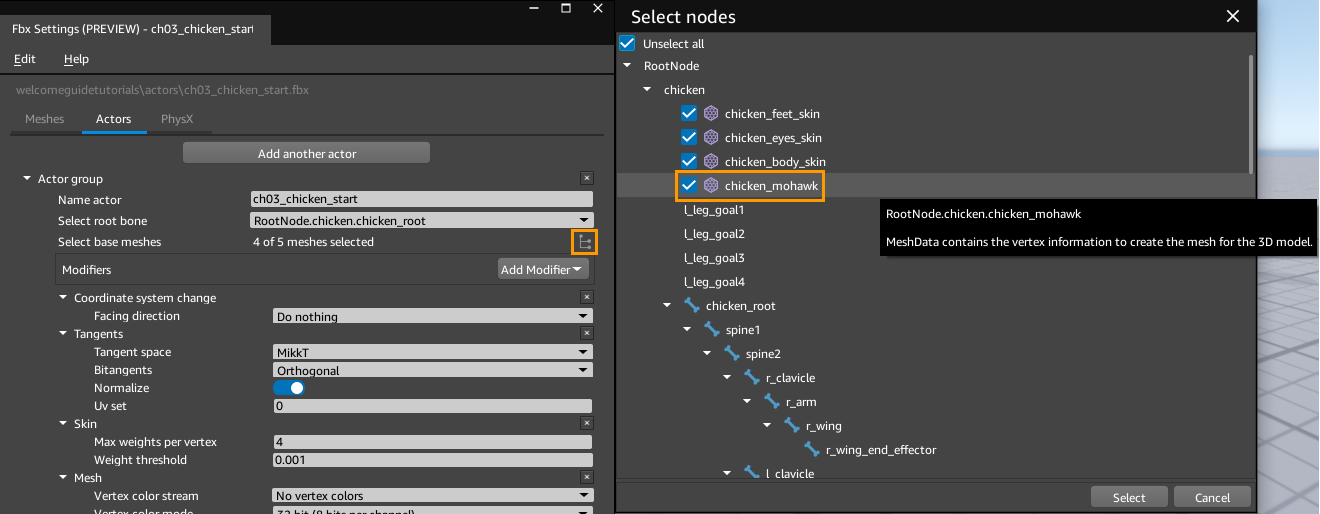 Fbx Settings (PREVIEW) - ch03_chicken_start
Edit Help
welcomeguidetutorials\actors\ch03_chicken_start.fbx
Meshes Actors PhysX
Add another actor
Actor group
Name actor ch03_chicken_start
Select root bone RootNode.chicken.chicken_root
Select base meshes 4 of 5 meshes selected
Modifiers Add Modifier
Coordinate system change
Facing direction Do nothing
Tangents
Tangent space MikkT
Bitangents Orthogonal
Normalize
Uv set 0
Skin
Max weights per vertex 4
Weight threshold 0.001
Mesh
Vertex color stream No vertex colors
Vertex color mode 32 bit (8 bits per channel)
Select nodes
Unselect all
RootNode
chicken
chicken_feet_skin
chicken_eyes_skin
chicken_body_skin
chicken_mohawk
l_leg_goal1
l_leg_goal2
l_leg_goal3
l_leg_goal4
RootNode.chicken.chicken_mohawk
MeshData contains the vertex information to create the mesh for the 3D model.
chicken_root
spine1
spine2
r_clavicle
r_arm
r_wing
r_wing_end_effector
l_clavicle
Select Cancel